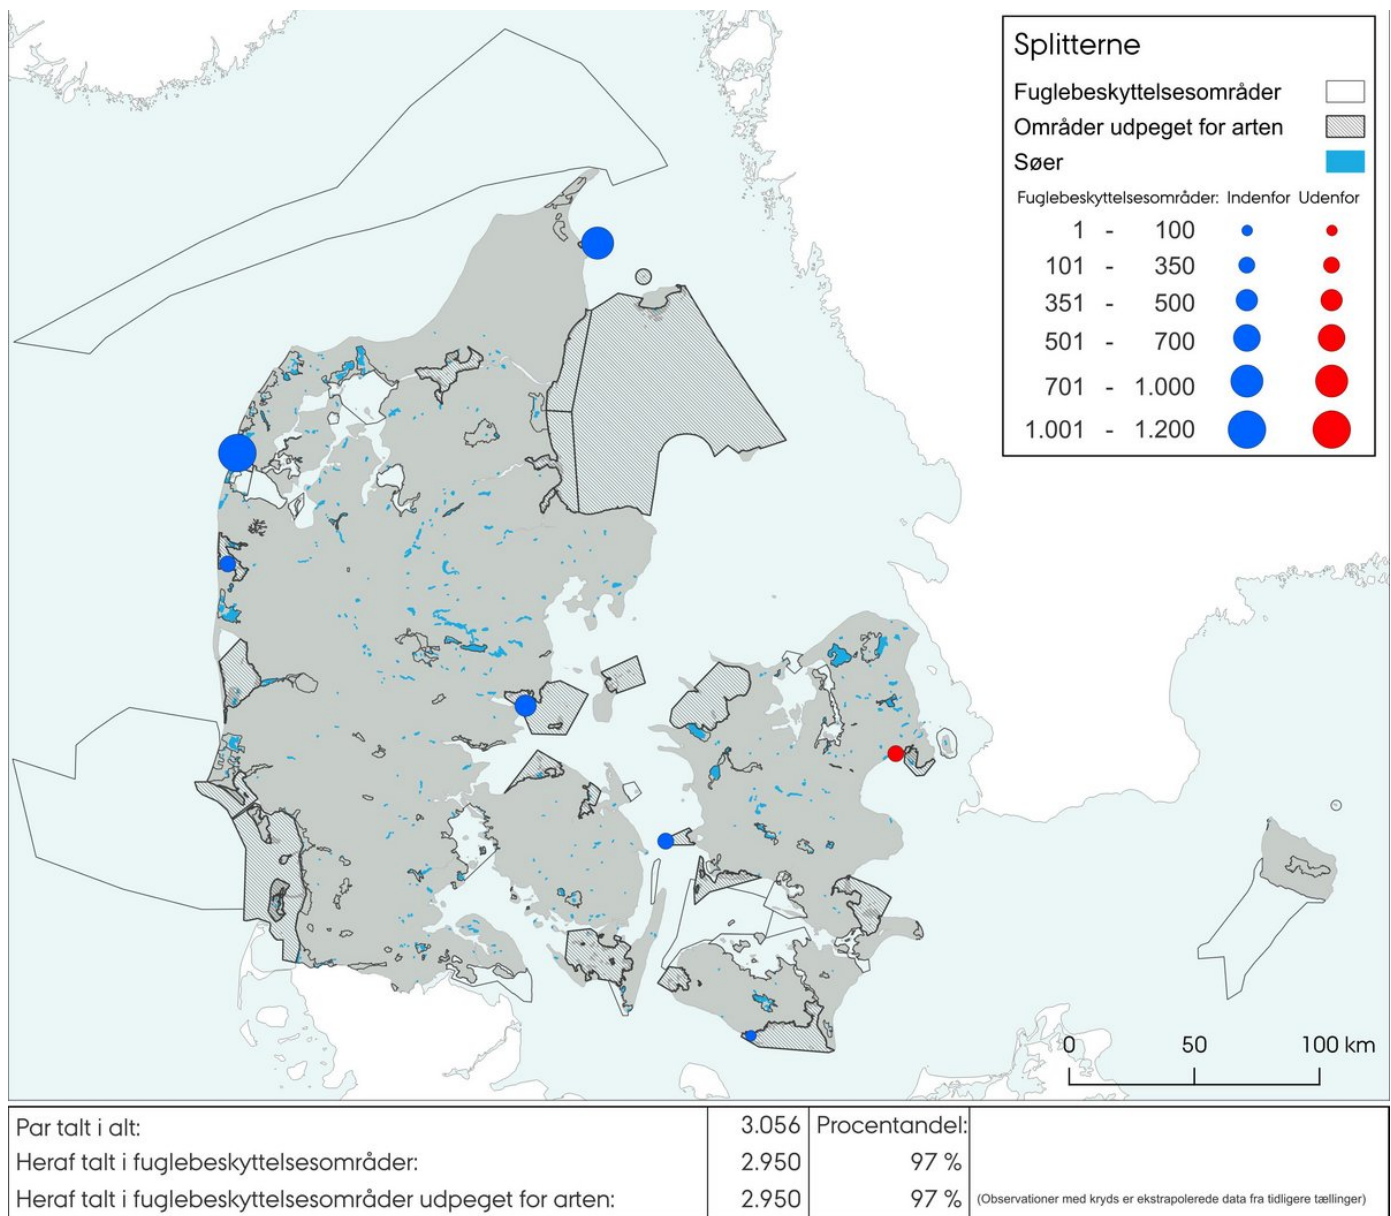 Splitterne
Fuglebeskyttelsesområder
Områder udpeget for arten
Søer
Fuglebeskyttelsesområder: Indenfor Udenfor
1 - 100
101 - 350
351 - 500
501 - 700
701 - 1.000
1.001 - 1.200
0 50 100 km
Par talt i alt: 3.056 Procentandel:
Heraf talt i fuglebeskyttelsesområder: 2.950 97 %
Heraf talt i fuglebeskyttelsesområder udpeget for arten: 2.950 97 % (Observationer med kryds er ekstrapolerede data fra tidligere tællinger)